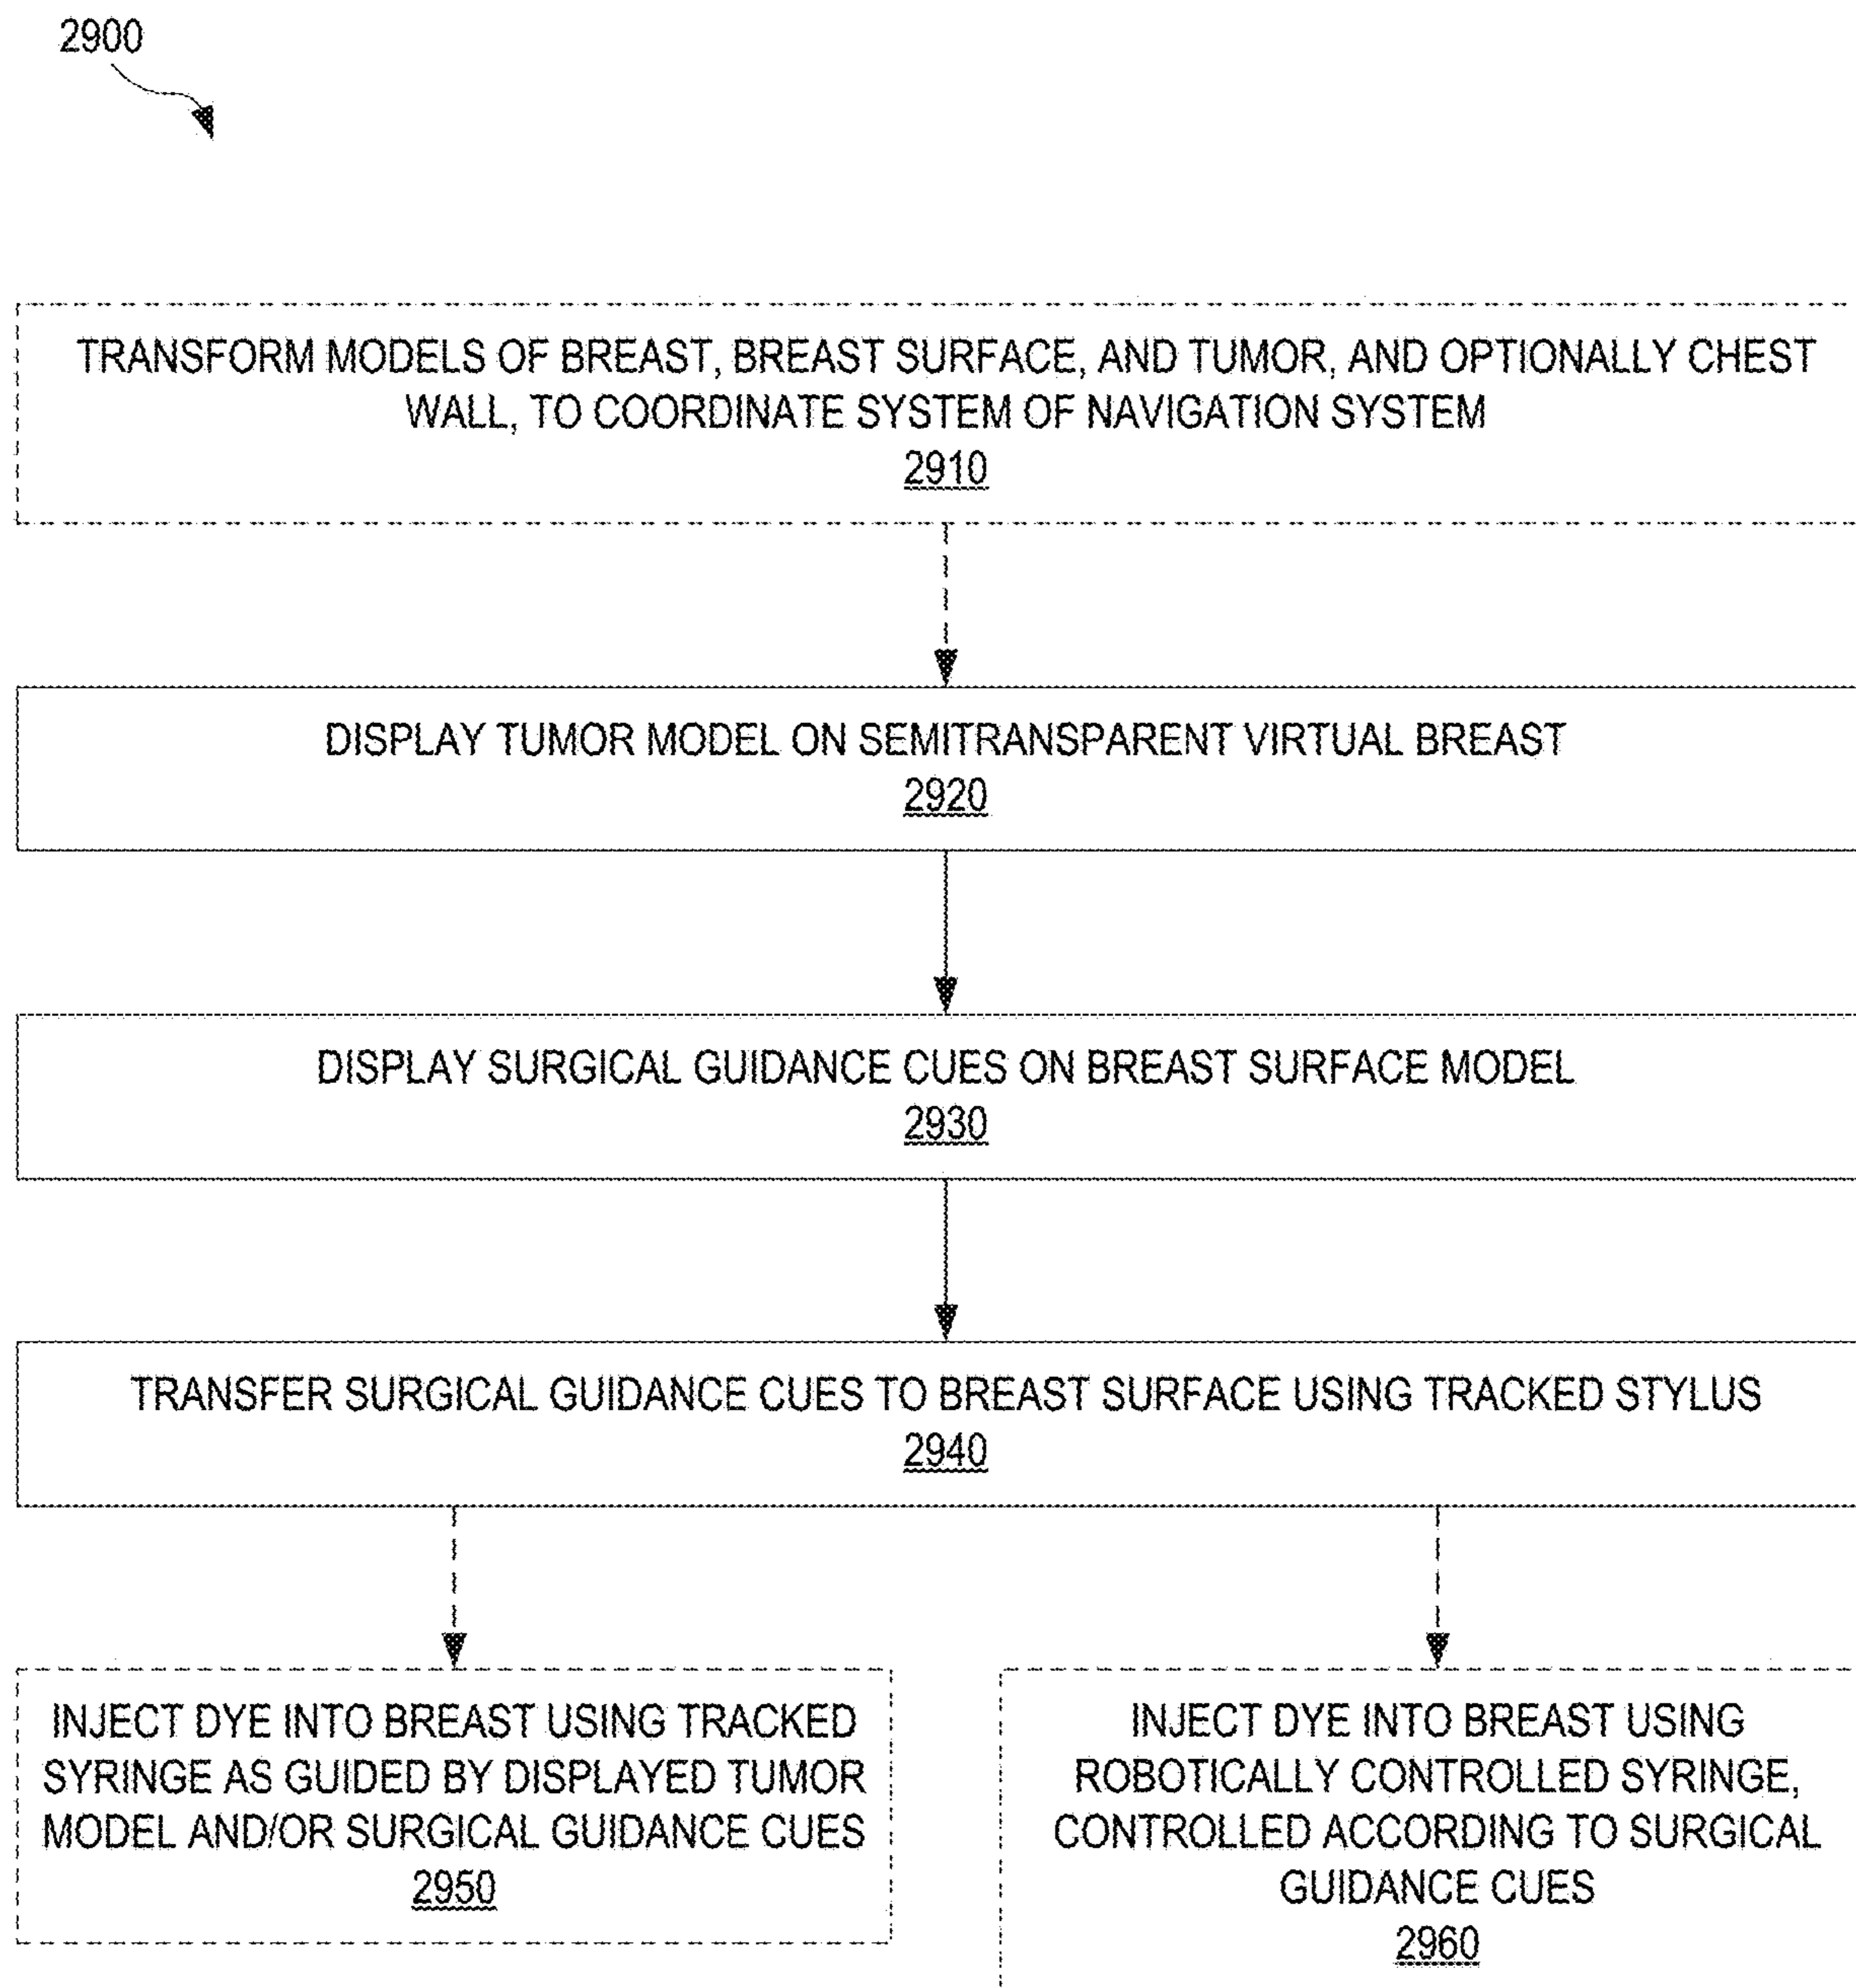 2900
TRANSFORM MODELS OF BREAST, BREAST SURFACE, AND TUMOR, AND OPTIONALLY CHEST
WALL, TO COORDINATE SYSTEM OF NAVIGATION SYSTEM
2910
DISPLAY TUMOR MODEL ON SEMITRANSPARENT VIRTUAL BREAST
2920
DISPLAY SURGICAL GUIDANCE CUES ON BREAST SURFACE MODEL
2930
TRANSFER SURGICAL GUIDANCE CUES TO BREAST SURFACE USING TRACKED STYLUS
2940
INJECT DYE INTO BREAST USING TRACKED
SYRINGE AS GUIDED BY DISPLAYED TUMOR
MODEL AND/OR SURGICAL GUIDANCE CUES
2950
INJECT DYE INTO BREAST USING
ROBOTICALLY CONTROLLED SYRINGE,
CONTROLLED ACCORDING TO SURGICAL
GUIDANCE CUES
2960